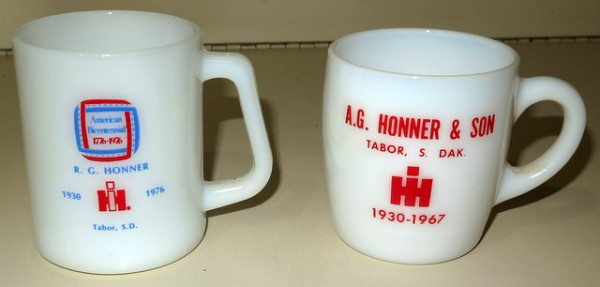 American
Bicentennial
1776-1976
R. G. HONNER
1930 IH® 1976
Tabor, S.D.
A.G. HONNER & SON
TABOR, S. DAK.
IH
1930-1967